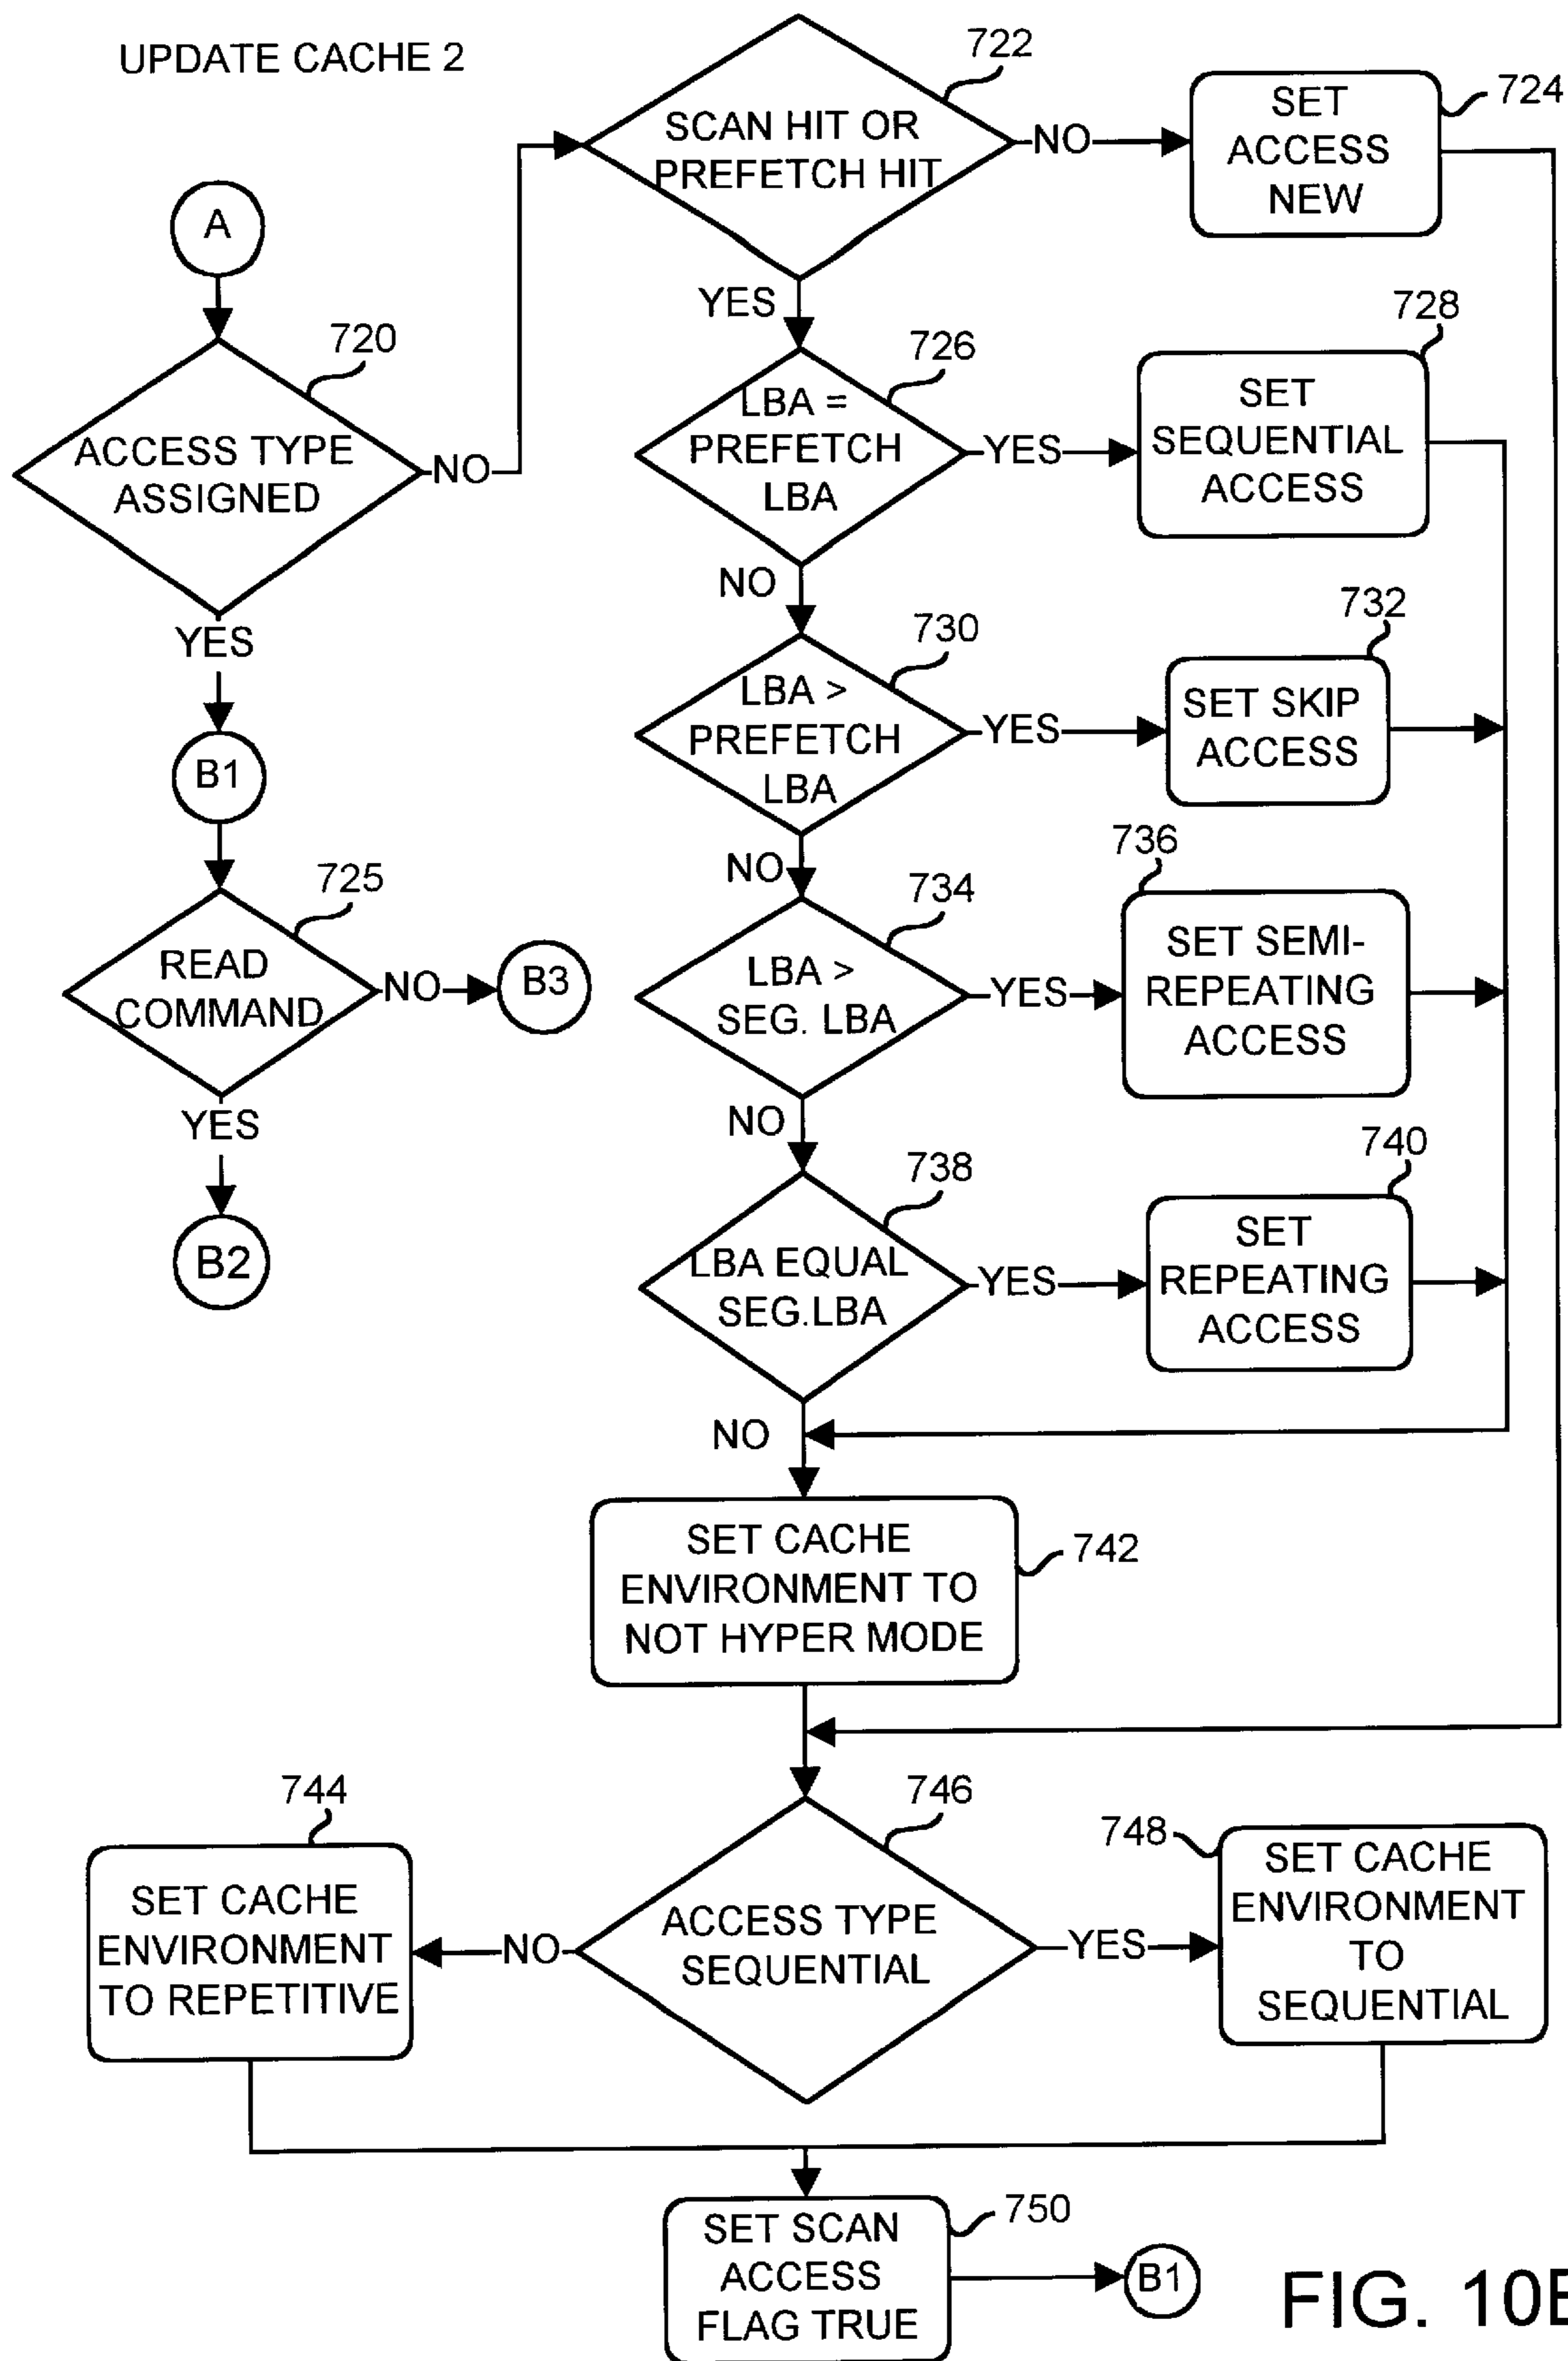 UPDATE CACHE 2
722
SCAN HIT OR
PREFETCH HIT
NO
724
SET
ACCESS
NEW
A
YES
720
ACCESS TYPE
ASSIGNED
NO
726
LBA =
PREFETCH
LBA
YES
728
SET
SEQUENTIAL
ACCESS
NO
YES
730
LBA >
PREFETCH
LBA
YES
732
SET SKIP
ACCESS
B1
NO
725
READ
COMMAND
NO
B3
734
LBA >
SEG. LBA
YES
736
SET SEMI-
REPEATING
ACCESS
YES
NO
B2
738
LBA EQUAL
SEG.LBA
YES
740
SET
REPEATING
ACCESS
NO
SET CACHE
ENVIRONMENT TO
NOT HYPER MODE
742
744
SET CACHE
ENVIRONMENT
TO REPETITIVE
NO
746
ACCESS TYPE
SEQUENTIAL
YES
748
SET CACHE
ENVIRONMENT
TO
SEQUENTIAL
750
SET SCAN
ACCESS
FLAG TRUE
B1
FIG. 10B